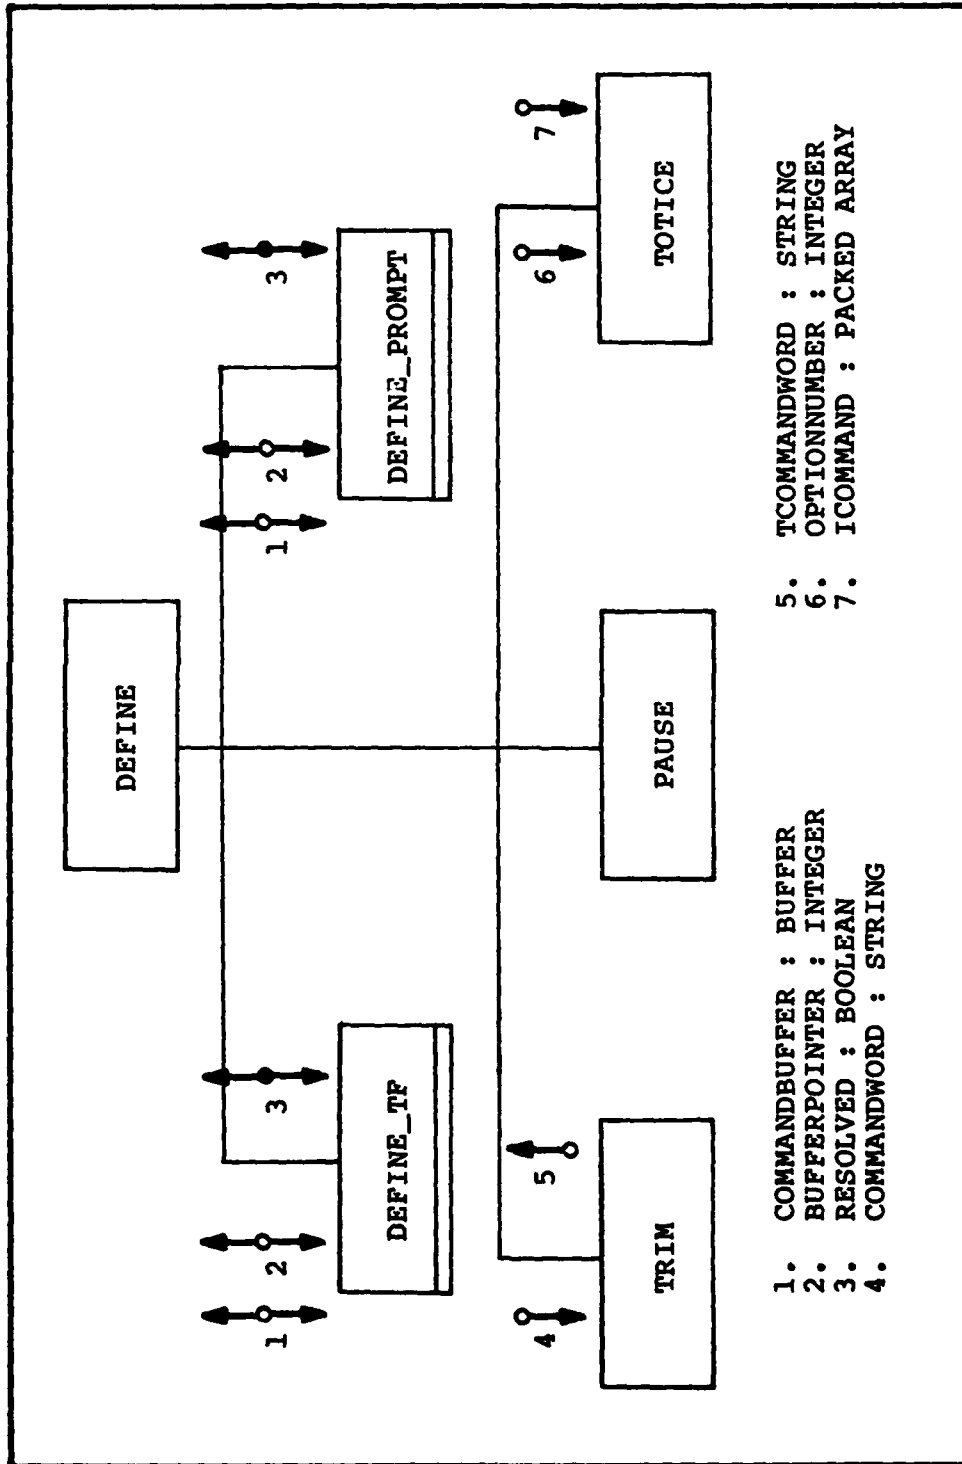 DEFINE
1
2
3
1
2
3
DEFINE_TF
DEFINE_PROMPT
4
5
6
7
TRIM
PAUSE
TOTICE
1. COMMANDBUFFER : BUFFER
2. BUFFERPOINTER : INTEGER
3. RESOLVED : BOOLEAN
4. COMMANDWORD : STRING
5. TCOMMANDWORD : STRING
6. OPTIONNUMBER : INTEGER
7. ICOMMAND : PACKED ARRAY